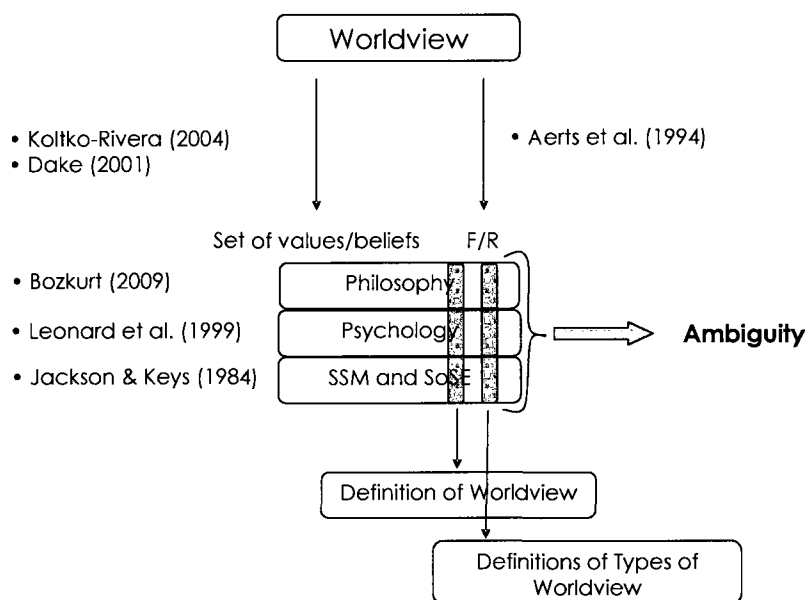 Worldview
• Koltko-Rivera (2004)
• Dake (2001)
• Aerts et al. (1994)
Set of values/beliefs F/R
• Bozkurt (2009)
Philosophy
• Leonard et al. (1999)
Psychology
Ambiguity
• Jackson & Keys (1984)
SSM and SoSE
Definition of Worldview
Definitions of Types of
Worldview